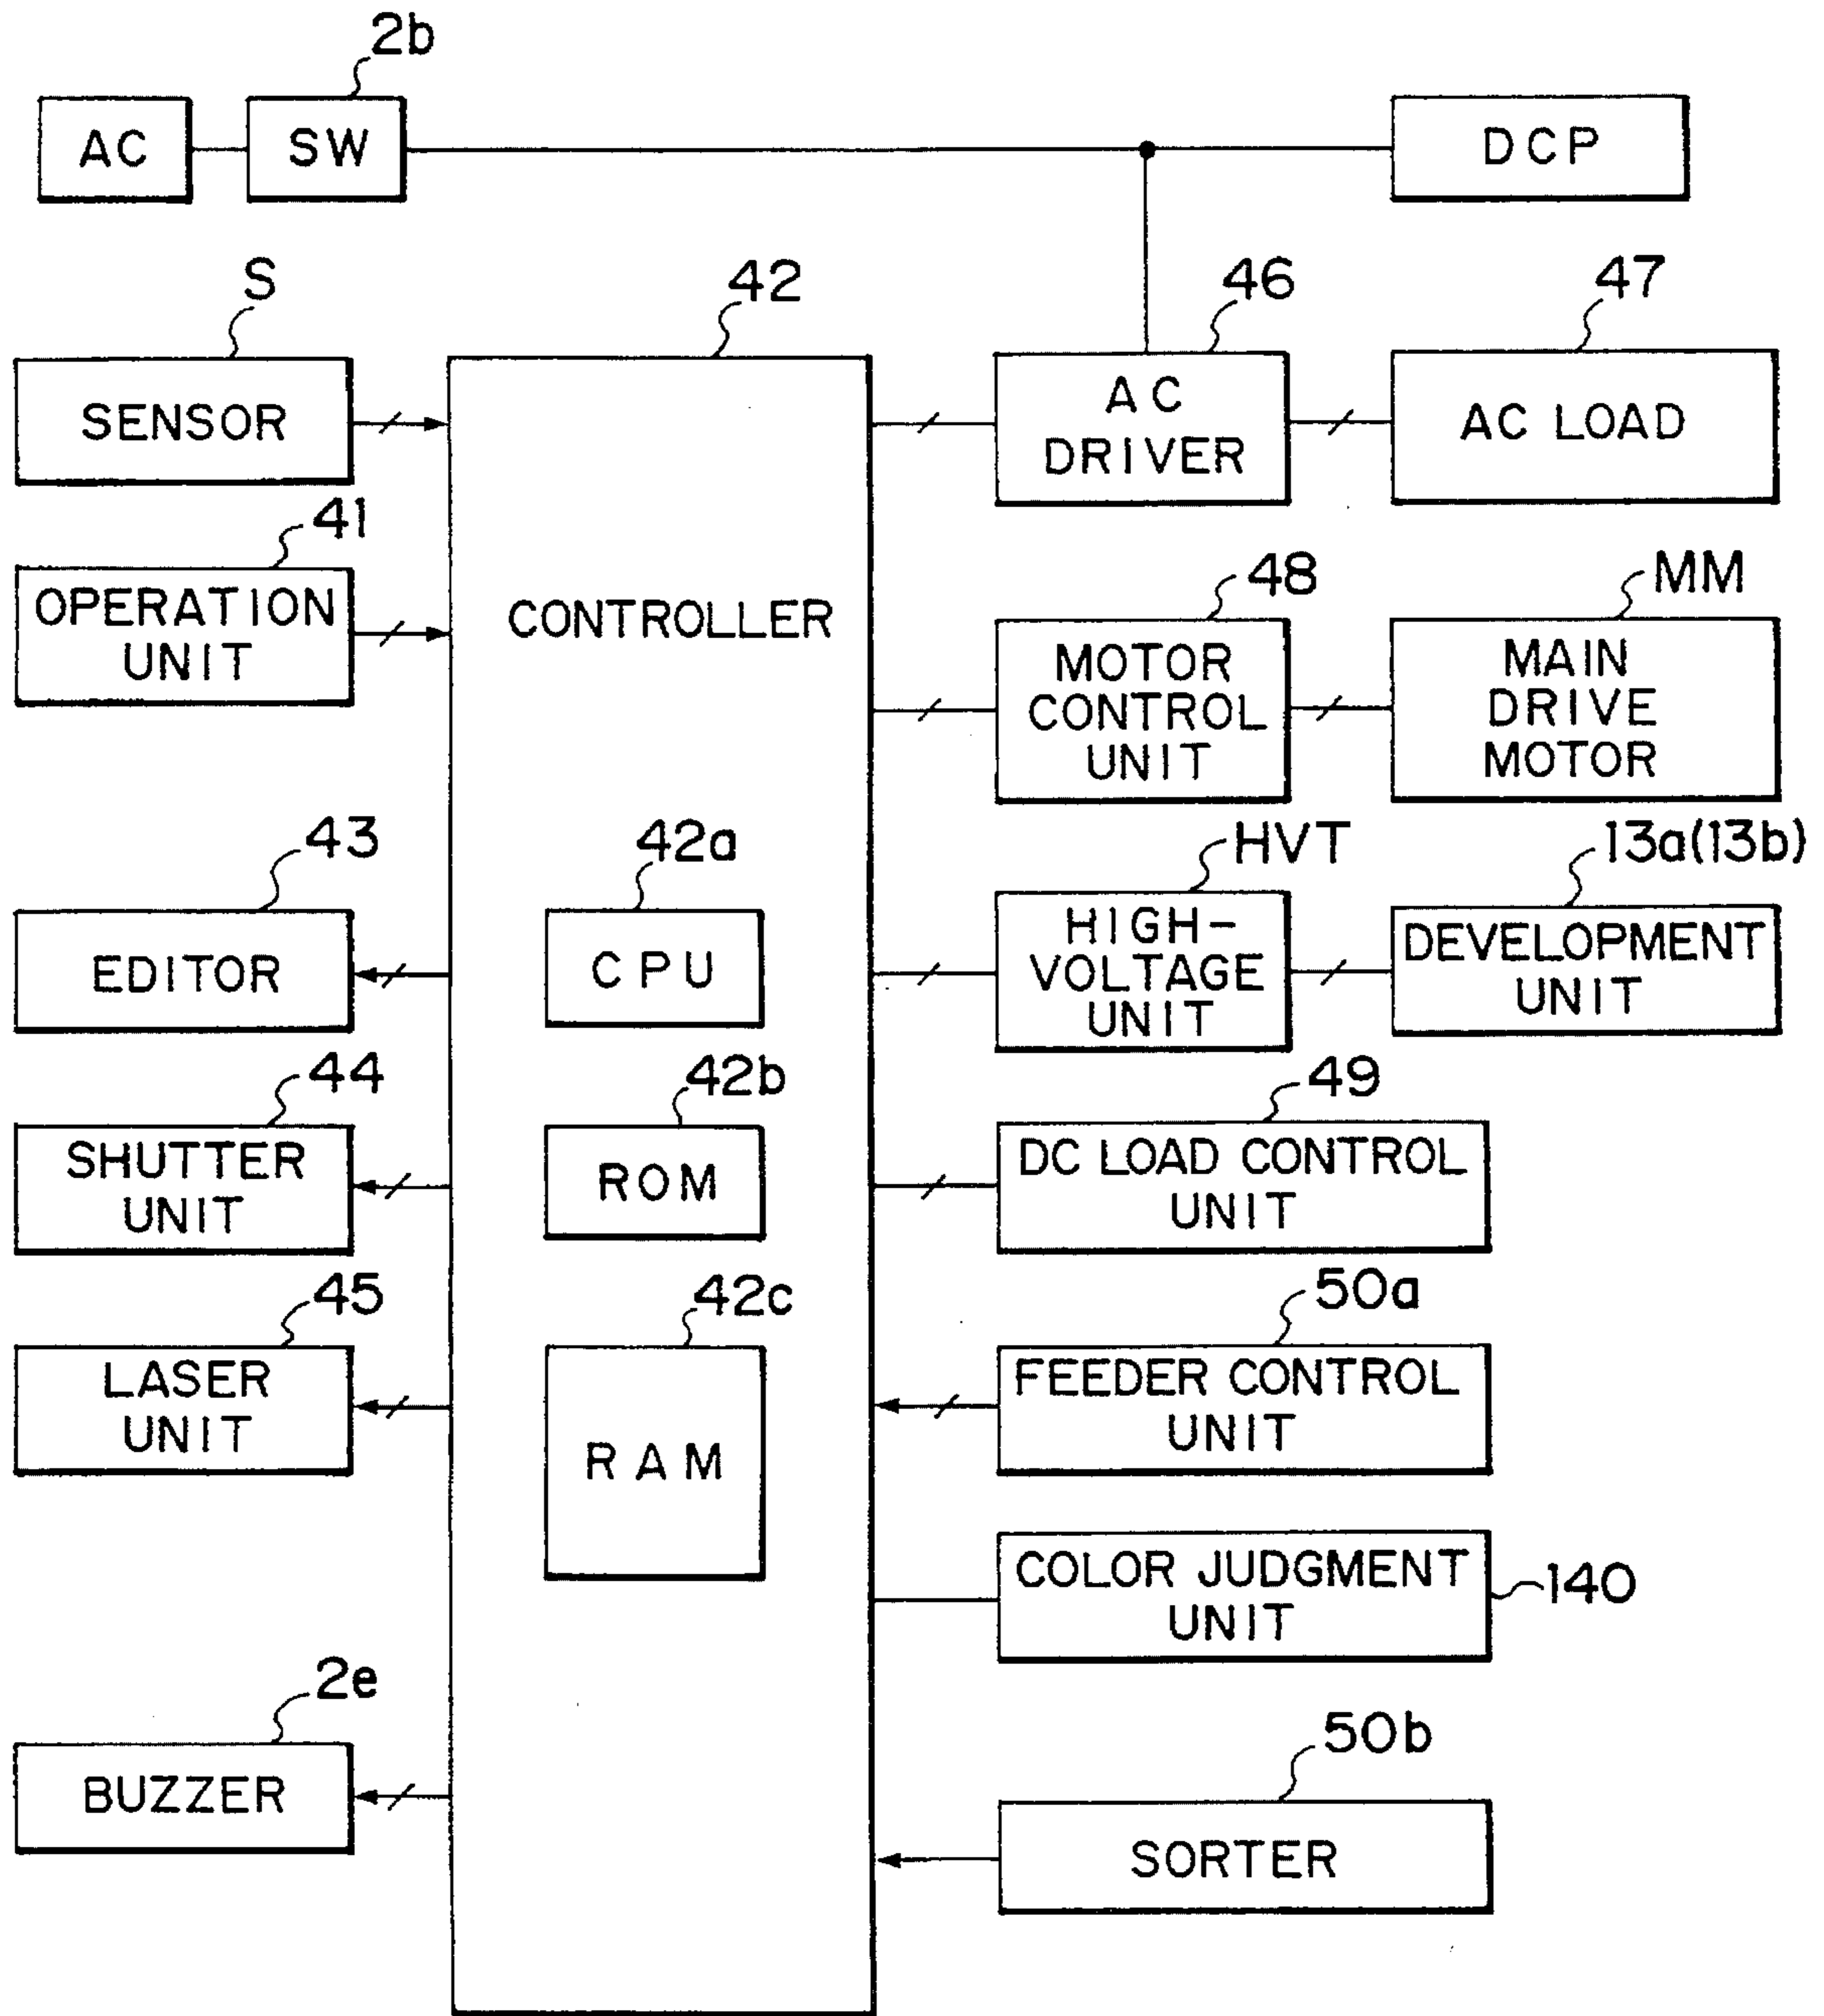 2b
AC
SW
DCP
S
42
46
47
SENSOR
AC
DRIVER
AC LOAD
41
OPERATION
UNIT
CONTROLLER
48
MM
MOTOR
CONTROL
UNIT
MAIN
DRIVE
MOTOR
43
42a
HVT
13a(13b)
EDITOR
CPU
HIGH-
VOLTAGE
UNIT
DEVELOPMENT
UNIT
44
42b
49
SHUTTER
UNIT
ROM
DC LOAD CONTROL
UNIT
45
42c
50a
LASER
UNIT
RAM
FEEDER CONTROL
UNIT
COLOR JUDGMENT
UNIT
140
2e
50b
BUZZER
SORTER